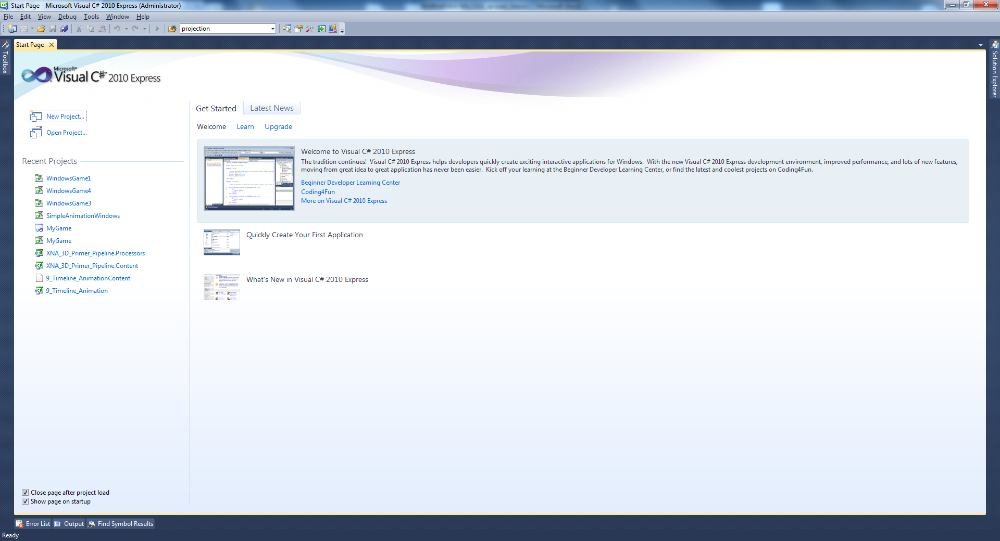 Start Page - Microsoft Visual C# 2010 Express (Administrator)
File Edit View Debug Tools Window Help
projection
Toolbox
Start Page
Solution Explorer
Microsoft®
Visual C#® 2010 Express
New Project...
Open Project...
Recent Projects
WindowsGame1
WindowsGame4
WindowsGame3
SimpleAnimationWindows
MyGame
MyGame
XNA_3D_Primer_Pipeline.Processors
XNA_3D_Primer_Pipeline.Content
9_Timeline_AnimationContent
9_Timeline_Animation
Get Started Latest News
Welcome Learn Upgrade
Welcome to Visual C# 2010 Express
The tradition continues! Visual C# 2010 Express helps developers quickly create exciting interactive applications for Windows. With the new Visual C# 2010 Express development environment, improved performance, and lots of new features,
moving from great idea to great application has never been easier. Kick off your learning at the Beginner Developer Learning Center, or find the latest and coolest projects on Coding4Fun.
Beginner Developer Learning Center
Coding4Fun
More on Visual C# 2010 Express
Quickly Create Your First Application
What's New in Visual C# 2010 Express
Close page after project load
Show page on startup
Error List Output Find Symbol Results
Ready